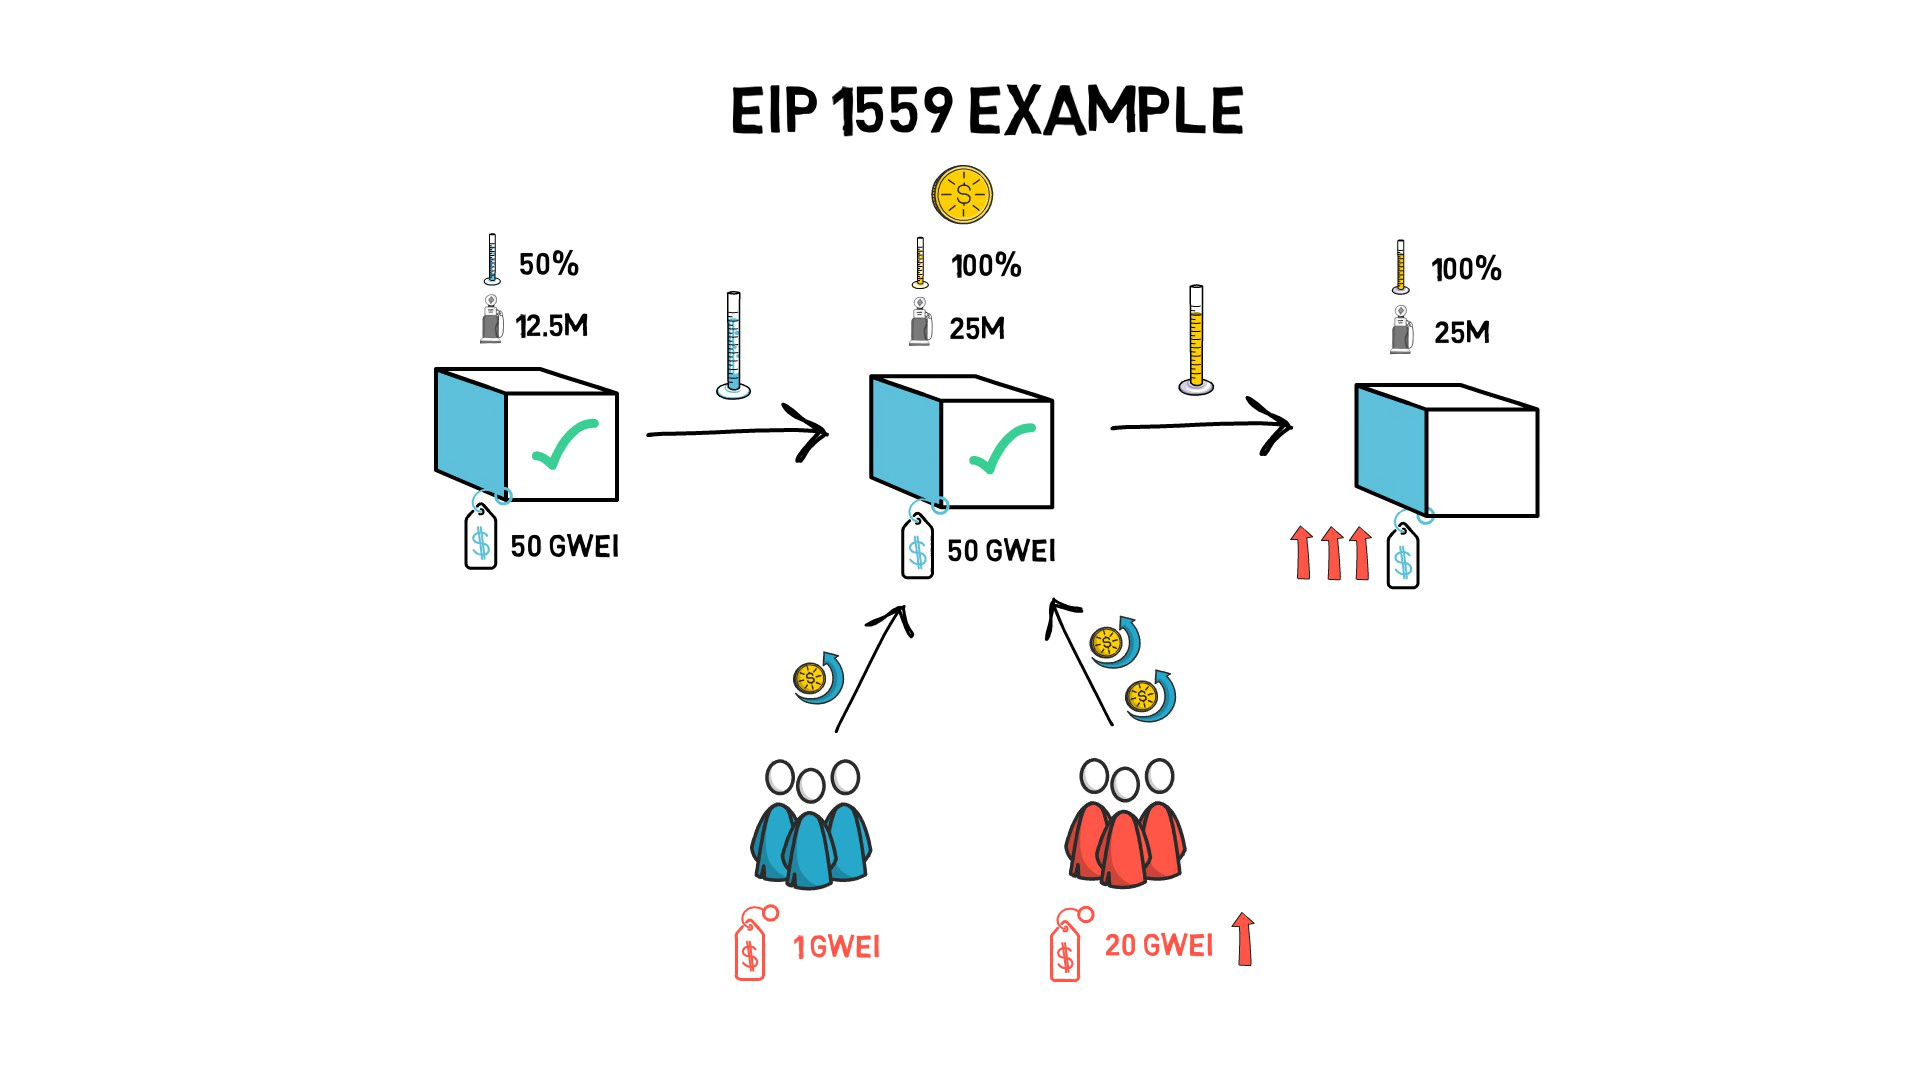 EIP 1559 EXAMPLE
50%
100%
100%
12.5M
25M
25M
50 GWEI
50 GWEI
1 GWEI
20 GWEI